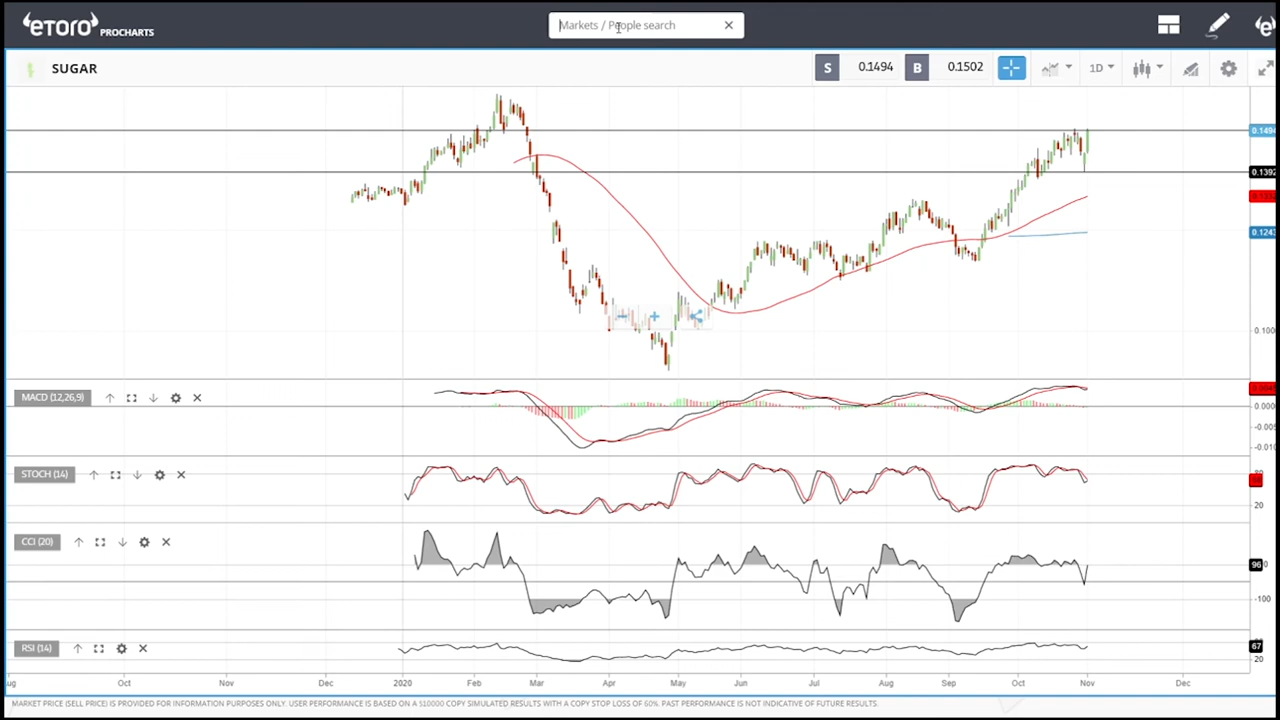 eToro PROCHARTS
Markets / People search
SUGAR
S 0.1494 B 0.1502
1D
0.1494
0.1392
0.1243
0.100
MACD (12,26,9)
0.000
-0.005
-0.010
STOCH (14)
80
20
CCI (20)
96
-100
RSI (14)
67
20
ug Oct Nov Dec 2020 Feb Mar Apr May Jun Jul Aug Sep Oct Nov Dec
MARKET PRICE (SELL PRICE) IS PROVIDED FOR INFORMATION PURPOSES ONLY. USER PERFORMANCE IS BASED ON A $10000 COPY SIMULATED RESULTS WITH A COPY STOP LOSS OF 60%. PAST PERFORMANCE IS NOT INDICATIVE OF FUTURE RESULTS.